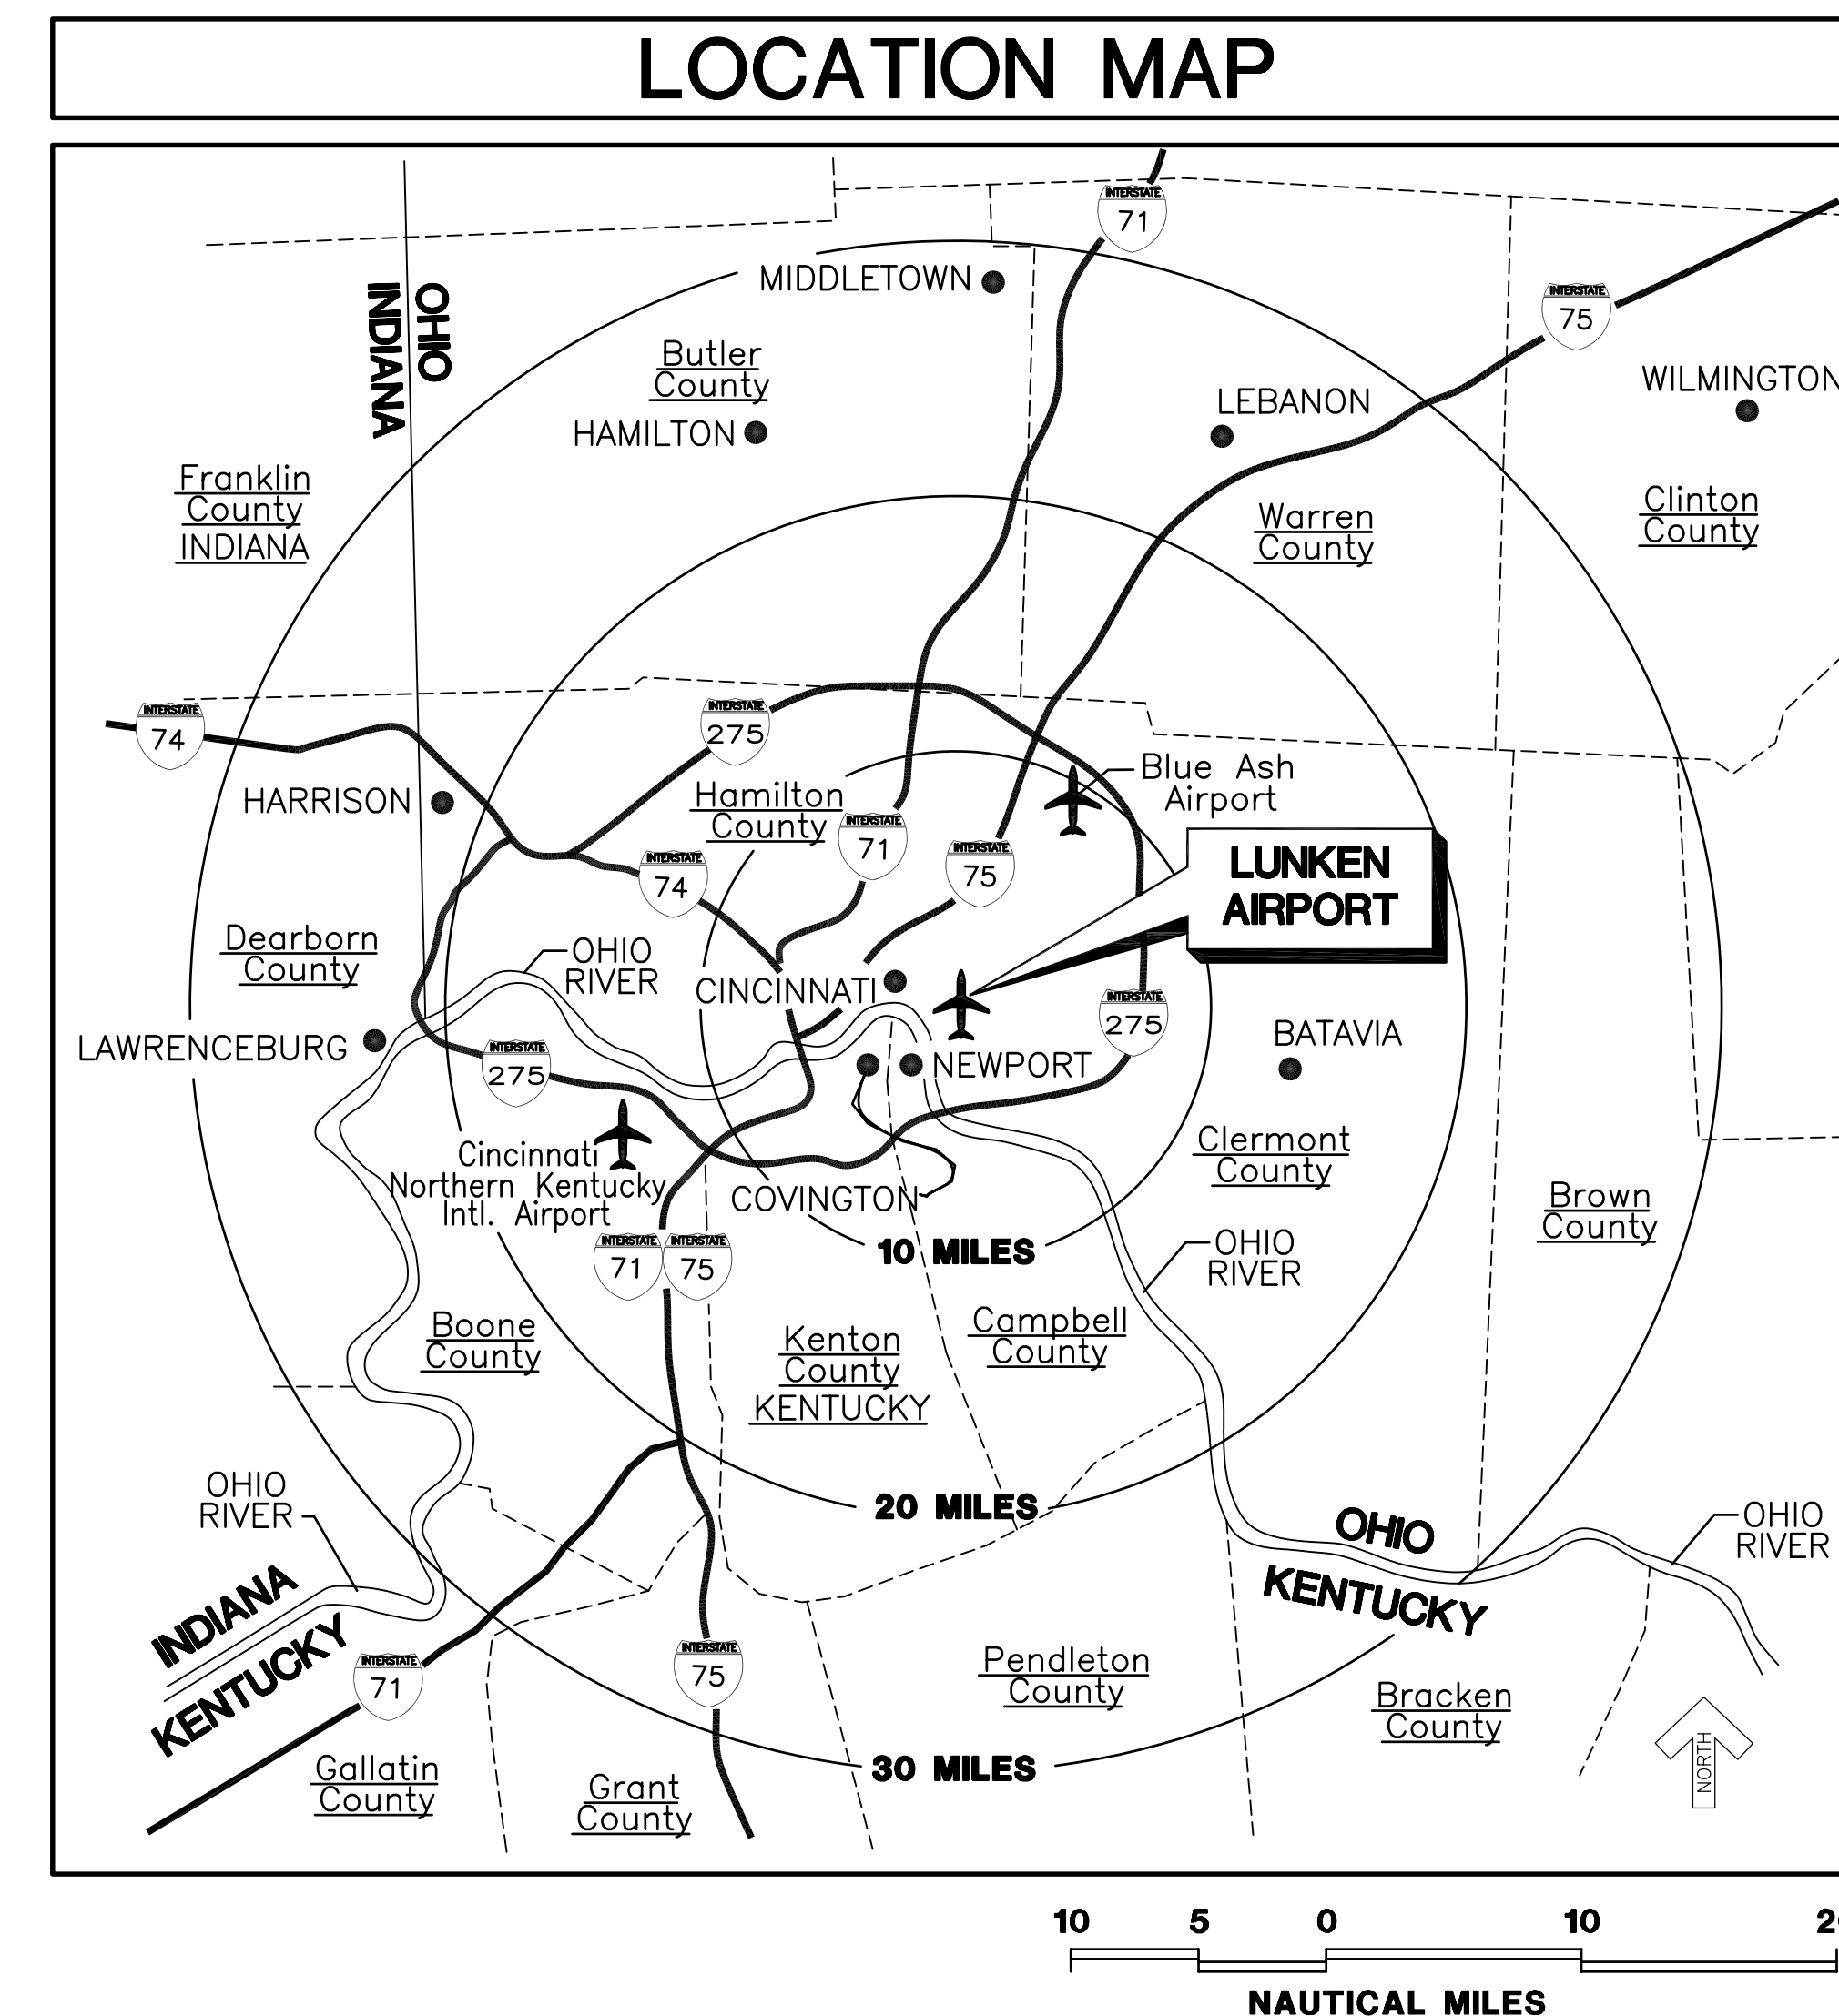 LOCATION MAP
INTERSTATE
71
MIDDLETOWN
OHIO
INDIANA
INTERSTATE
75
Butler
County
WILMINGTON
LEBANON
HAMILTON
Franklin
County
INDIANA
Clinton
County
Warren
County
INTERSTATE
74
INTERSTATE
275
Blue Ash
Airport
HARRISON
Hamilton
County
INTERSTATE
71
INTERSTATE
74
INTERSTATE
75
LUNKEN
AIRPORT
Dearborn
County
OHIO
RIVER
CINCINNATI
INTERSTATE
275
BATAVIA
LAWRENCEBURG
INTERSTATE
275
NEWPORT
Cincinnati
Northern Kentucky
Intl. Airport
Clermont
County
COVINGTON
Brown
County
10 MILES
INTERSTATE
71
INTERSTATE
75
OHIO
RIVER
Boone
County
Kenton
County
KENTUCKY
Campbell
County
OHIO
RIVER
20 MILES
OHIO
KENTUCKY
OHIO
RIVER
INDIANA
KENTUCKY
INTERSTATE
71
INTERSTATE
75
Pendleton
County
Bracken
County
NORTH
Gallatin
County
30 MILES
Grant
County
10 5 0 10
NAUTICAL MILES